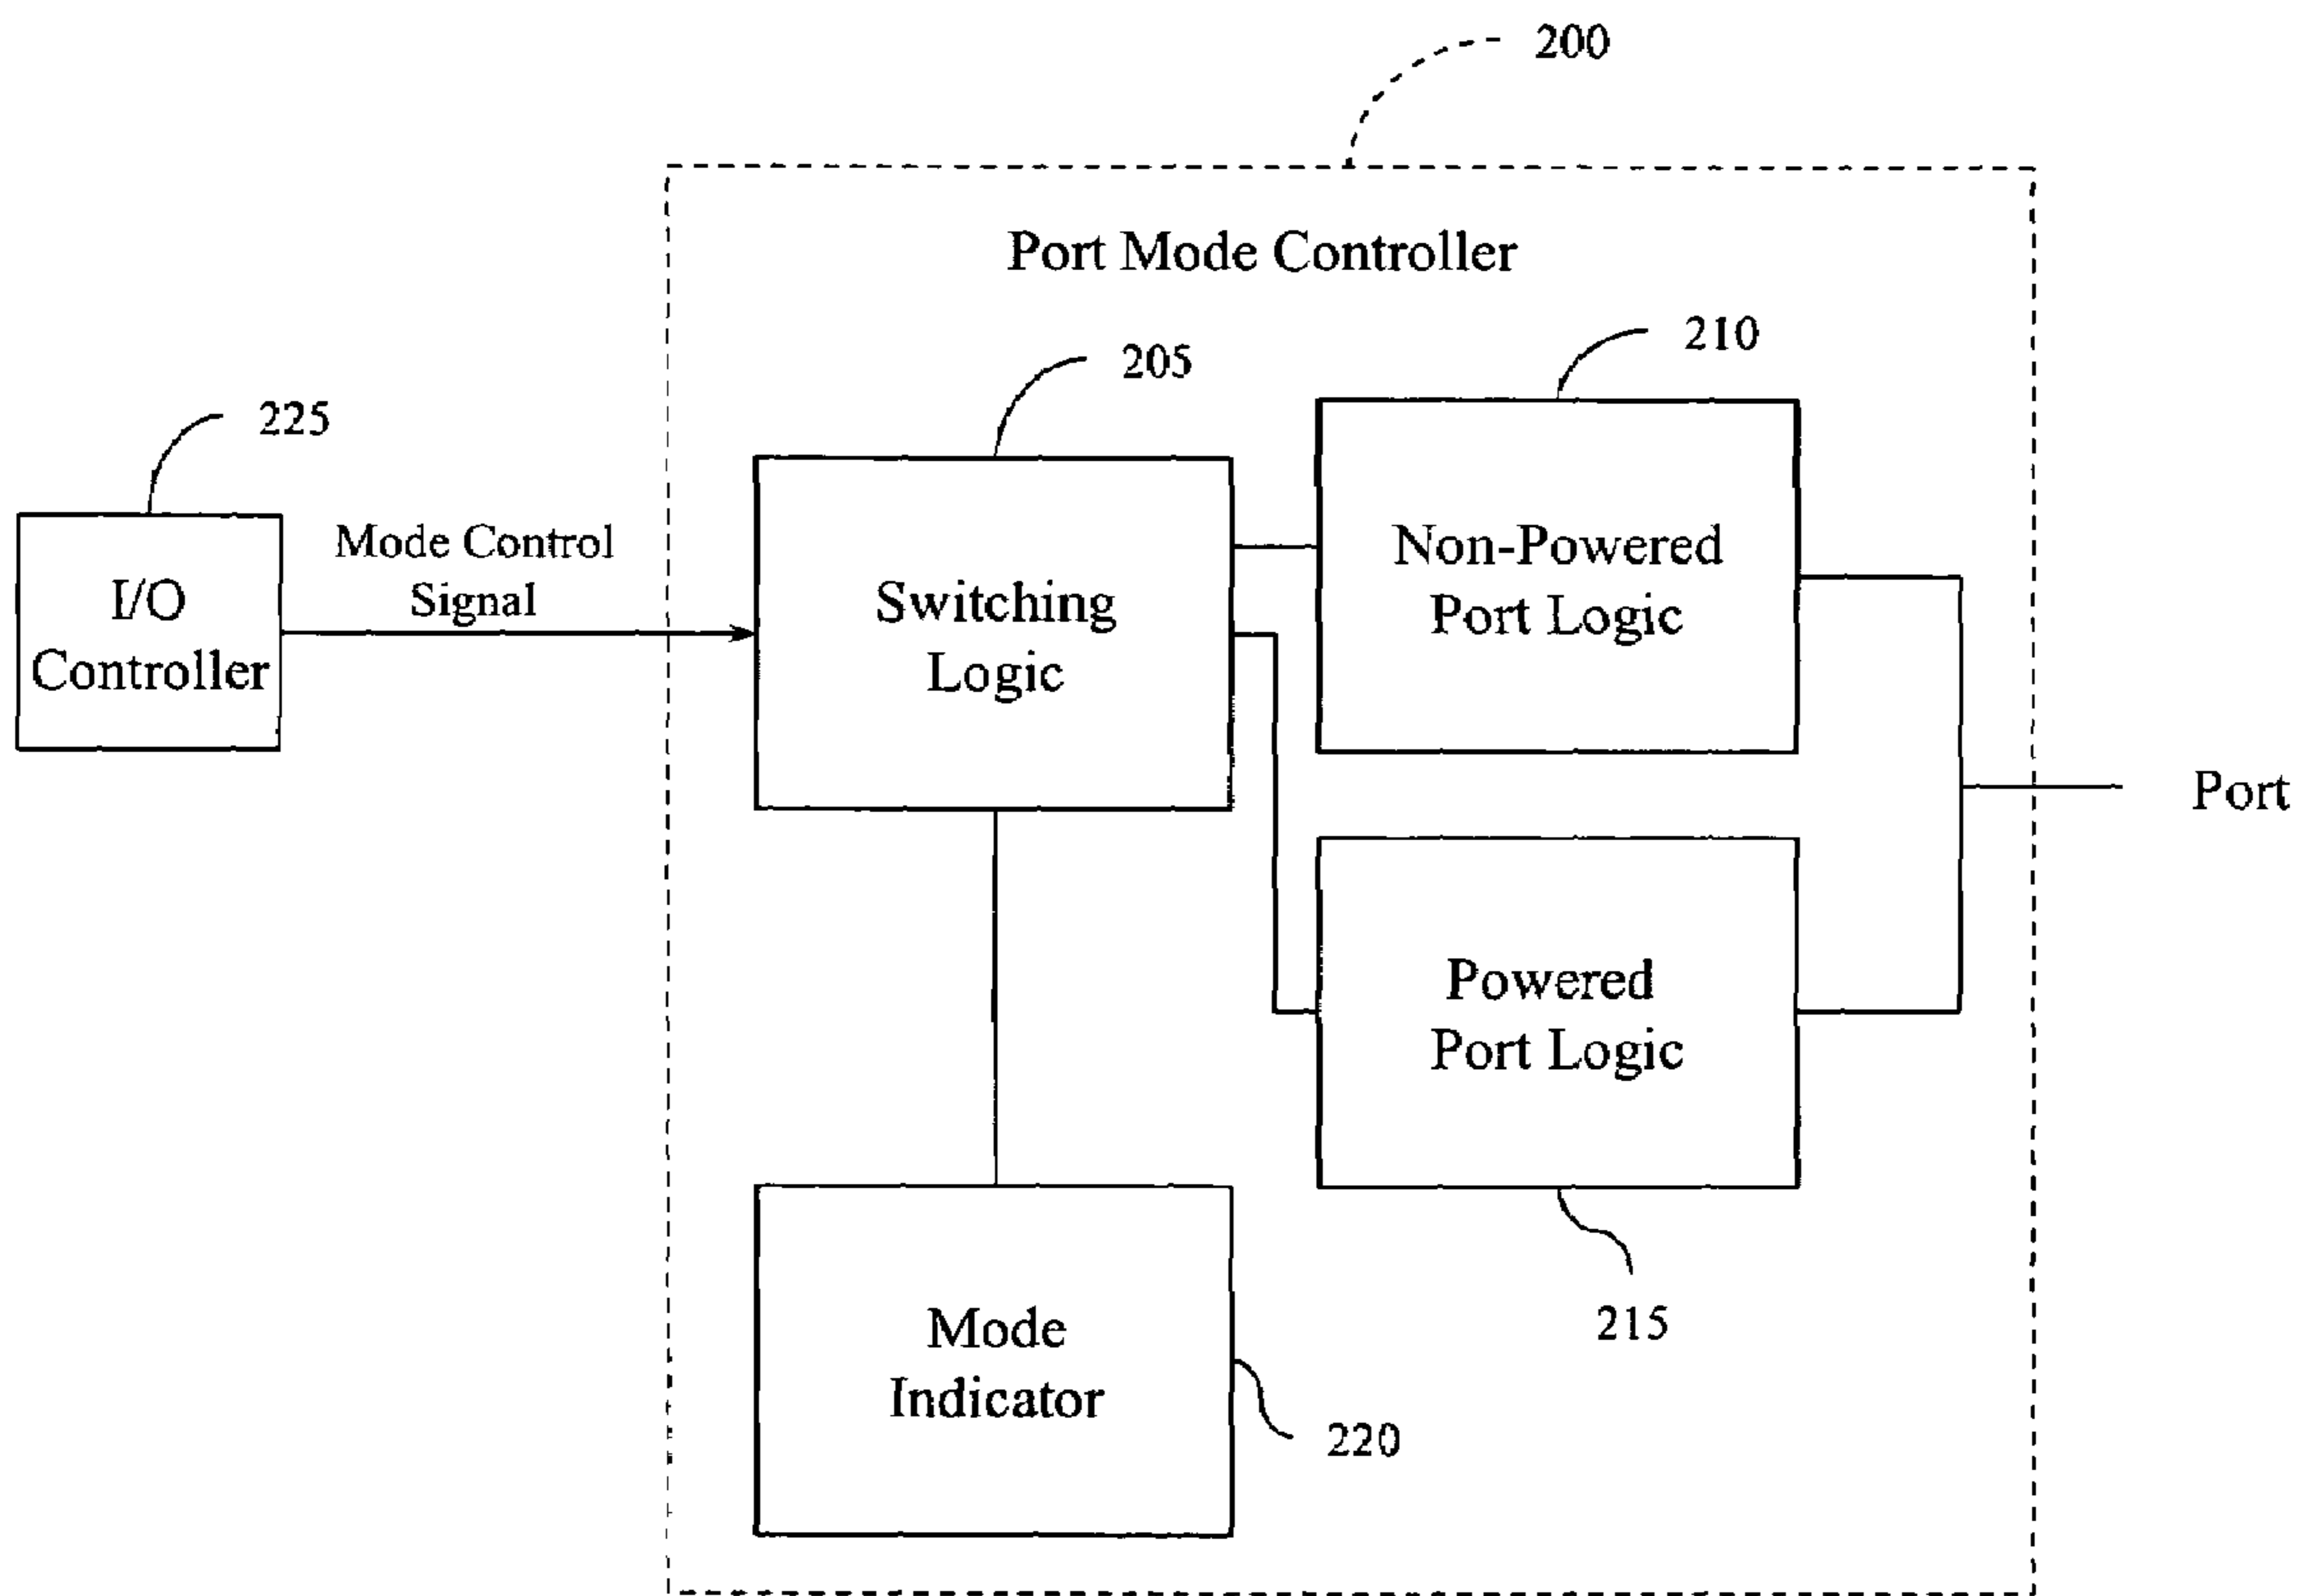 200
Port Mode Controller
210
205
225
Mode Control
Signal
I/O
Controller
Switching
Logic
Non-Powered
Port Logic
Port
Powered
Port Logic
215
Mode
Indicator
220